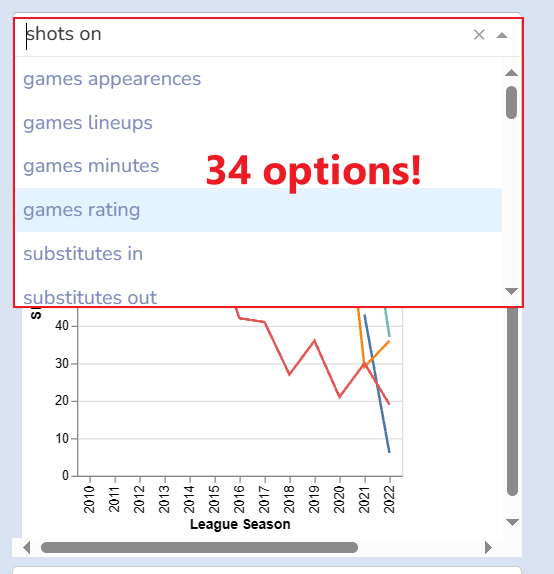 shots on
games appearences
games lineups
games minutes
34 options!
games rating
substitutes in
substitutes out
40
30
20
10
0
2010
2011
2012
2013
2014
2015
2016
2017
2018
2019
2020
2021
2022
League Season